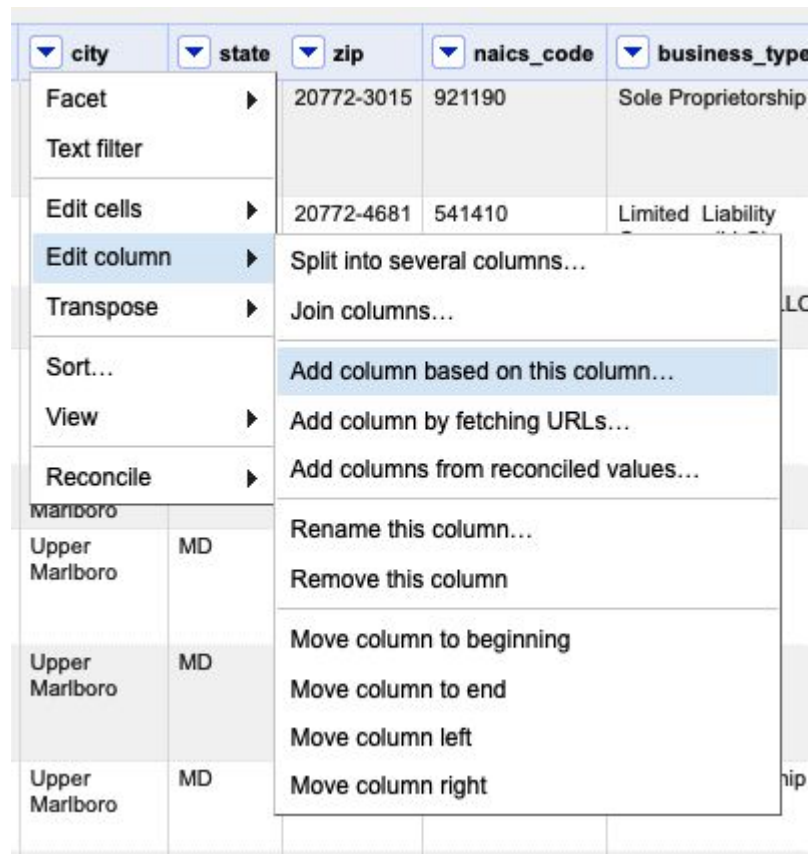 city state zip naics_code business_type
Facet
20772-3015 921190 Sole Proprietorship
Text filter
Edit cells
20772-4681 541410 Limited Liability
Edit column
Split into several columns...
Transpose
Join columns...
Sort...
Add column based on this column...
View
Add column by fetching URLs...
Reconcile
Add columns from reconciled values...
Marlboro
Upper
Marlboro
MD
Rename this column...
Remove this column
Move column to beginning
Upper
Marlboro
MD
Move column to end
Move column left
Upper
Marlboro
MD
Move column right